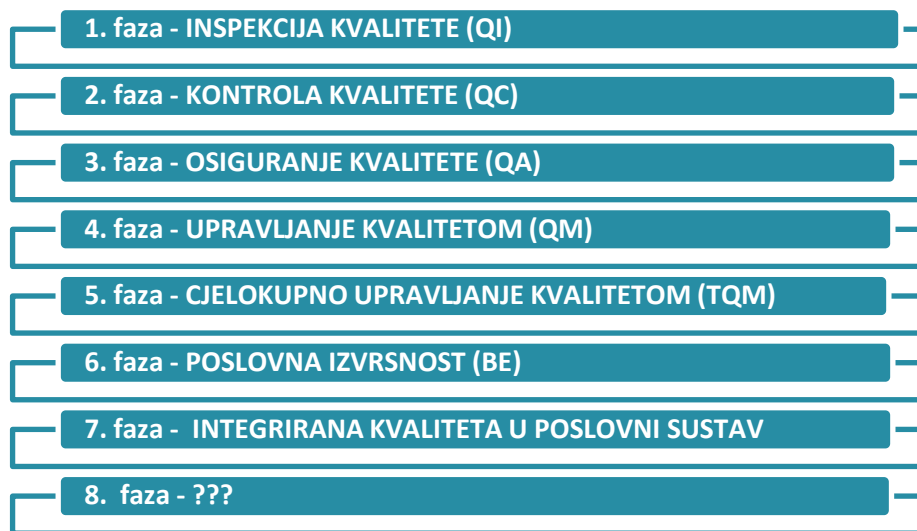 1. faza - INSPEKCIJA KVALITETE (QI)
2. faza - KONTROLA KVALITETE (QC)
3. faza - OSIGURANJE KVALITETE (QA)
4. faza - UPRAVLJANJE KVALITETOM (QM)
5. faza - CJELOKUPNO UPRAVLJANJE KVALITETOM (TQM)
6. faza - POSLOVNA IZVRSNOST (BE)
7. faza - INTEGRIRANA KVALITETA U POSLOVNI SUSTAV
8. faza - ???